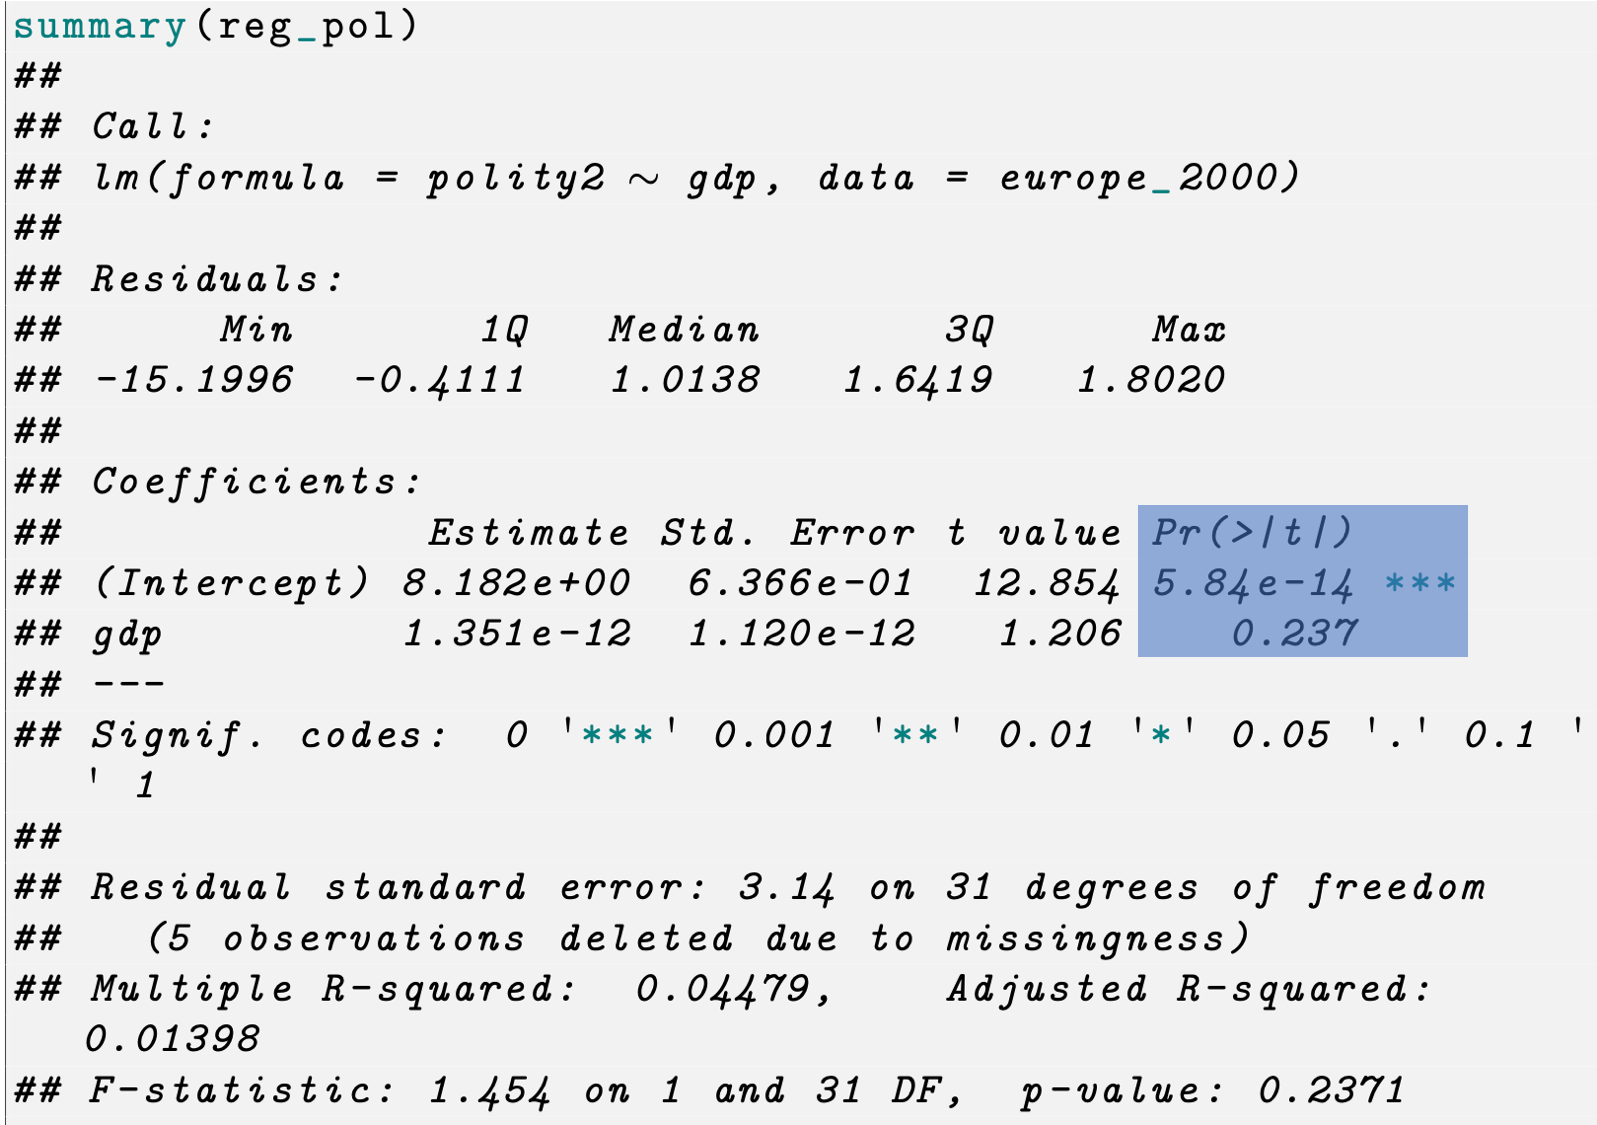 summary(reg_pol)
##
## Call:
## lm(formula = polity2 ~ gdp, data = europe_2000)
##
## Residuals:
##      Min       1Q   Median       3Q      Max
## -15.1996  -0.4111   1.0138   1.6419   1.8020
##
## Coefficients:
##              Estimate Std. Error t value Pr(>|t|)
## (Intercept) 8.182e+00  6.366e-01  12.854 5.84e-14 ***
## gdp         1.351e-12  1.120e-12   1.206    0.237
## ---
## Signif. codes:  0 '***' 0.001 '**' 0.01 '*' 0.05 '.' 0.1 '
' 1
##
## Residual standard error: 3.14 on 31 degrees of freedom
##   (5 observations deleted due to missingness)
## Multiple R-squared:  0.04479,    Adjusted R-squared:
0.01398
## F-statistic: 1.454 on 1 and 31 DF,  p-value: 0.2371